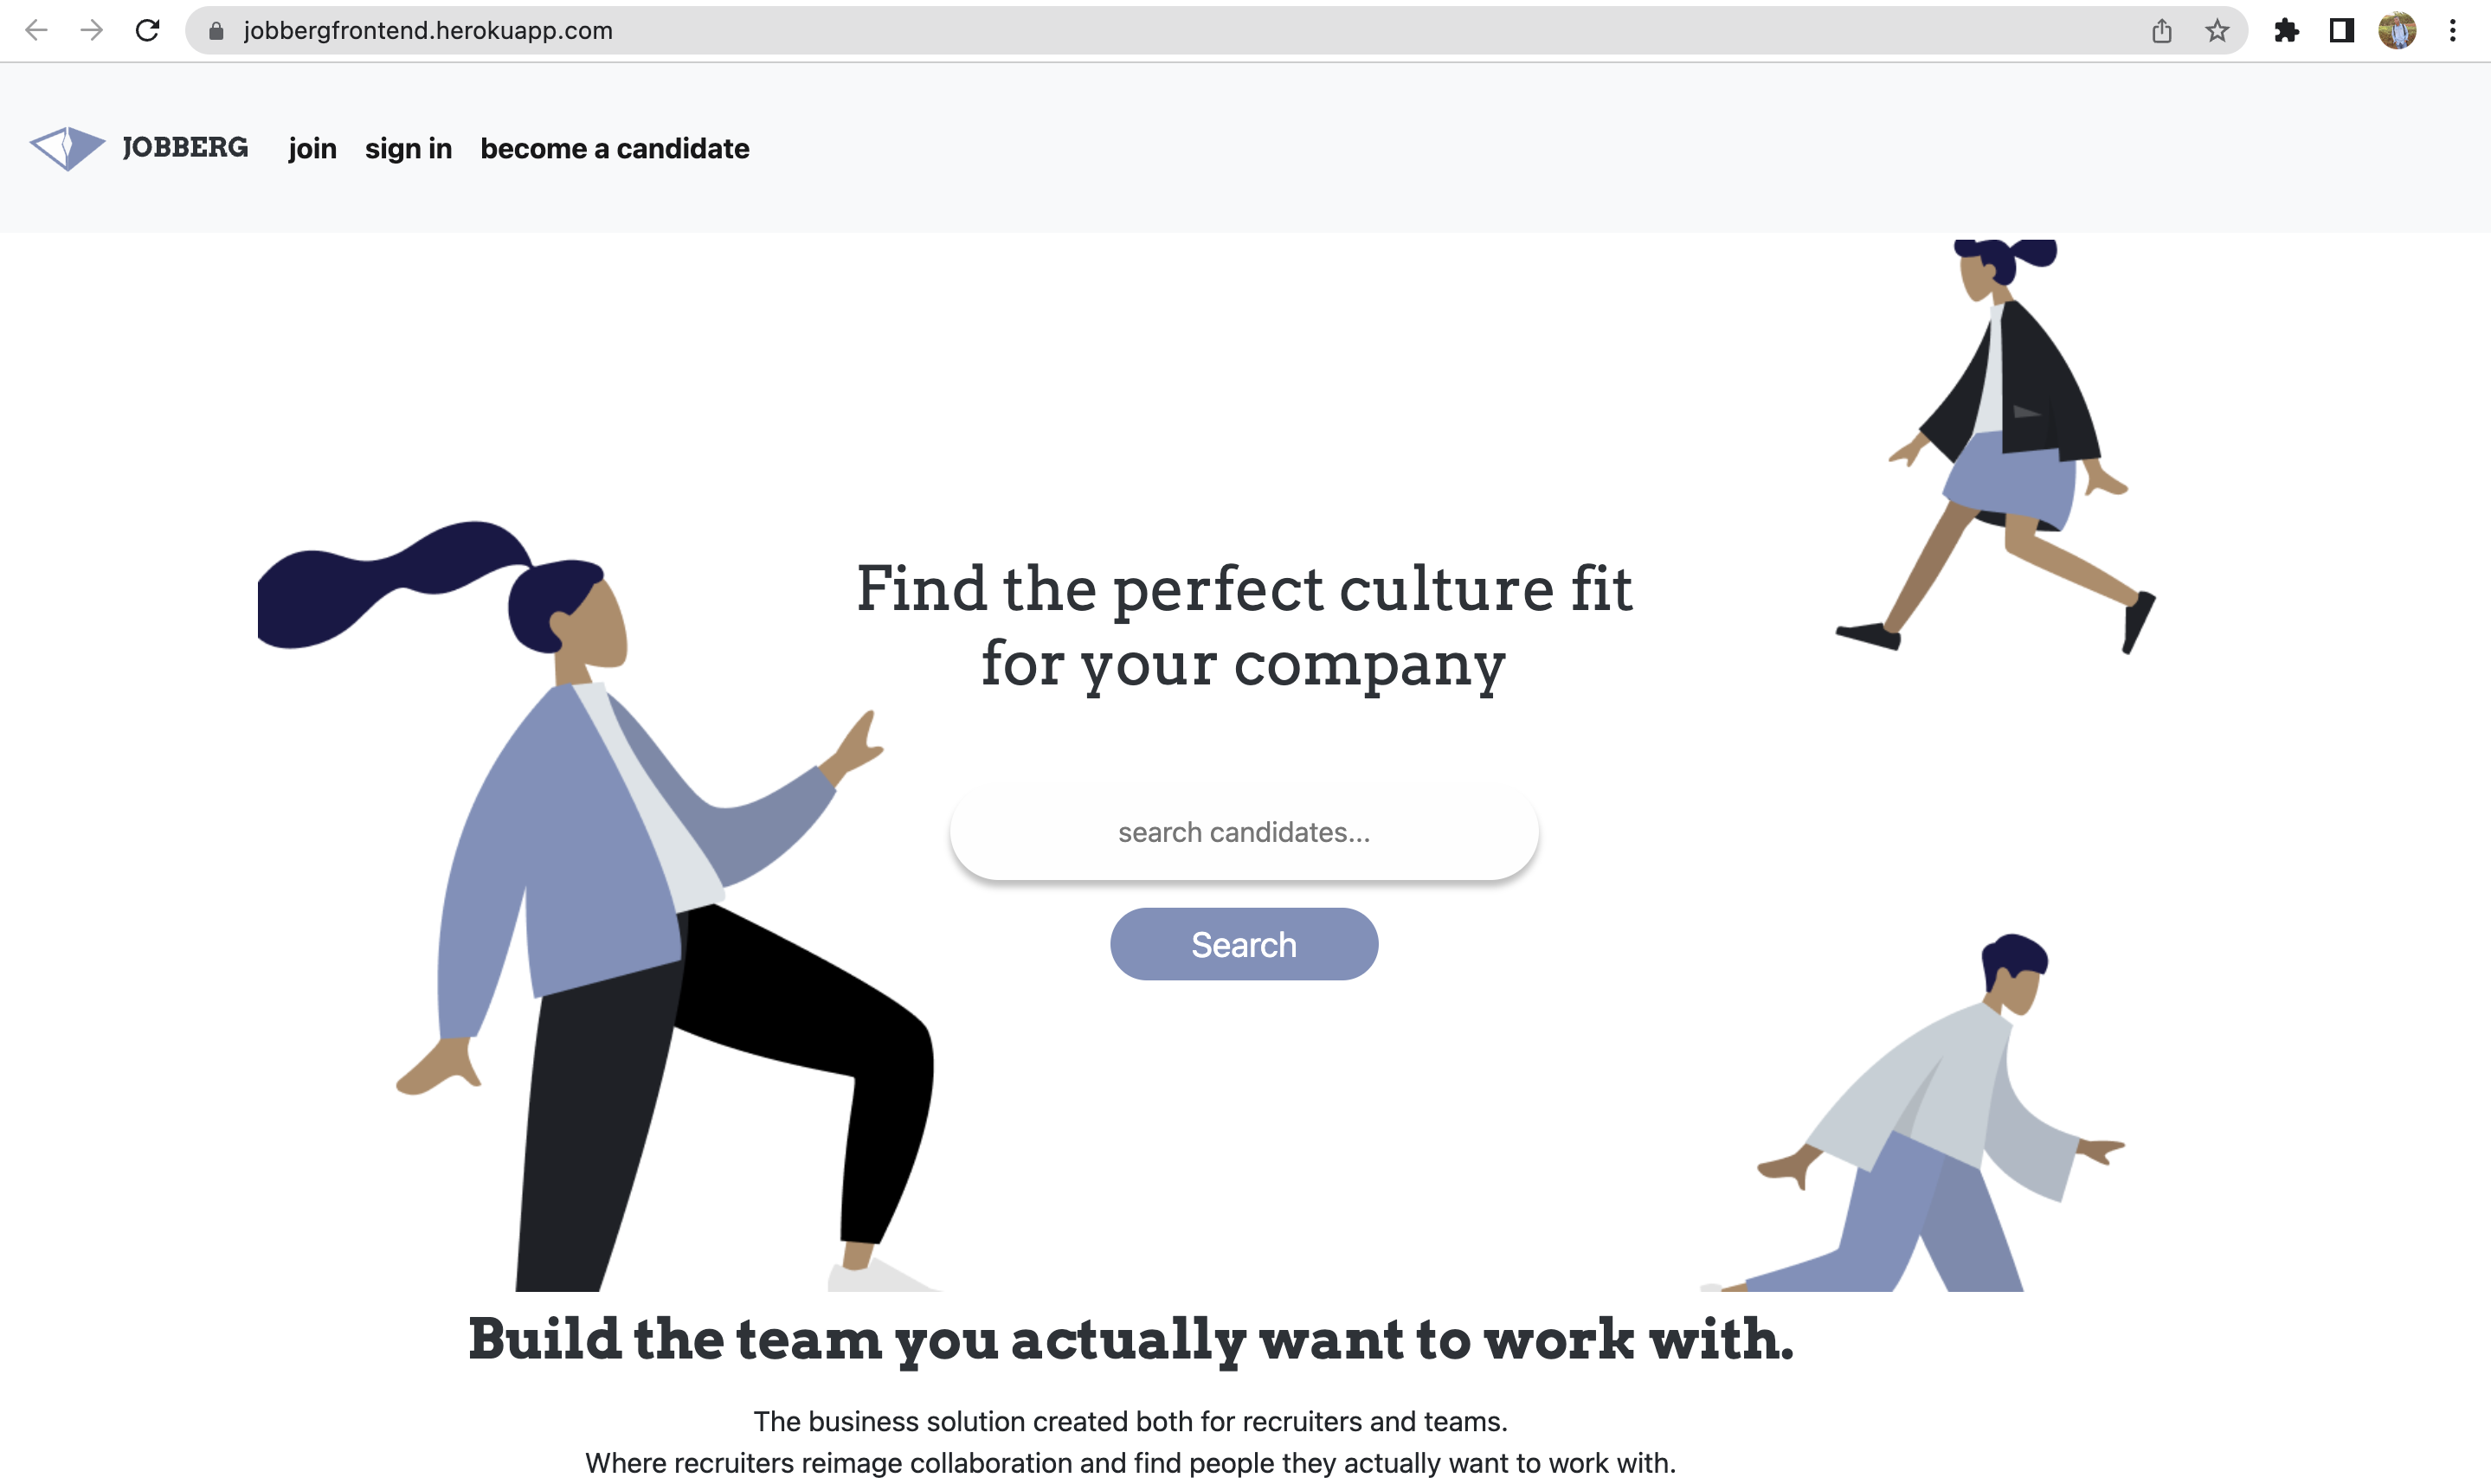 jobbergfrontend.herokuapp.com
JOBBERG join sign in become a candidate
Find the perfect culture fit
for your company
search candidates...
Search
Build the team you actually want to work with.
The business solution created both for recruiters and teams.
Where recruiters reimage collaboration and find people they actually want to work with.